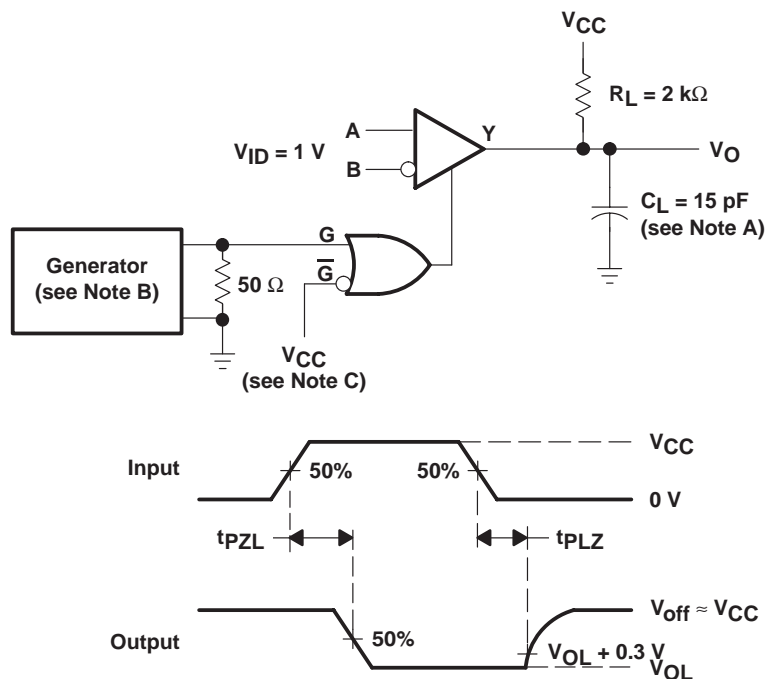 VCC
RL = 2 kΩ
A
Y
VID = 1 V
VO
B
CL = 15 pF
(see Note A)
G
Generator
(see Note B)
G̅
50 Ω
VCC
(see Note C)
VCC
Input
50%
50%
0 V
tPZL
tPLZ
Voff ≈ VCC
Output
50%
VOL + 0.3 V
VOL